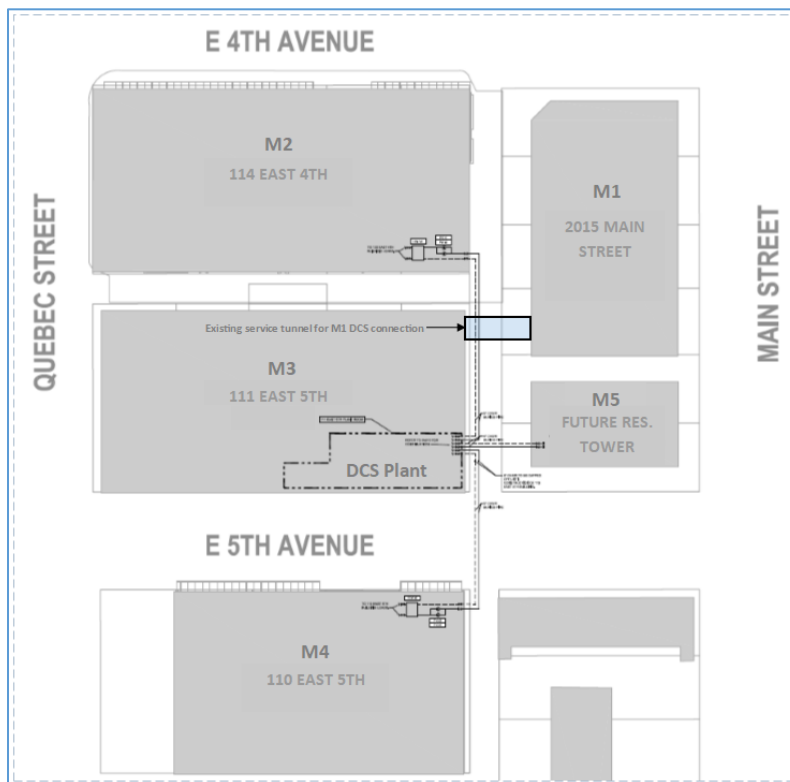 E 4TH AVENUE
M2
114 EAST 4TH
M1
2015 MAIN
STREET
QUEBEC STREET
MAIN STREET
Existing service tunnel for M1 DCS connection
M3
111 EAST 5TH
M5
FUTURE RES.
TOWER
DCS Plant
E 5TH AVENUE
M4
110 EAST 5TH